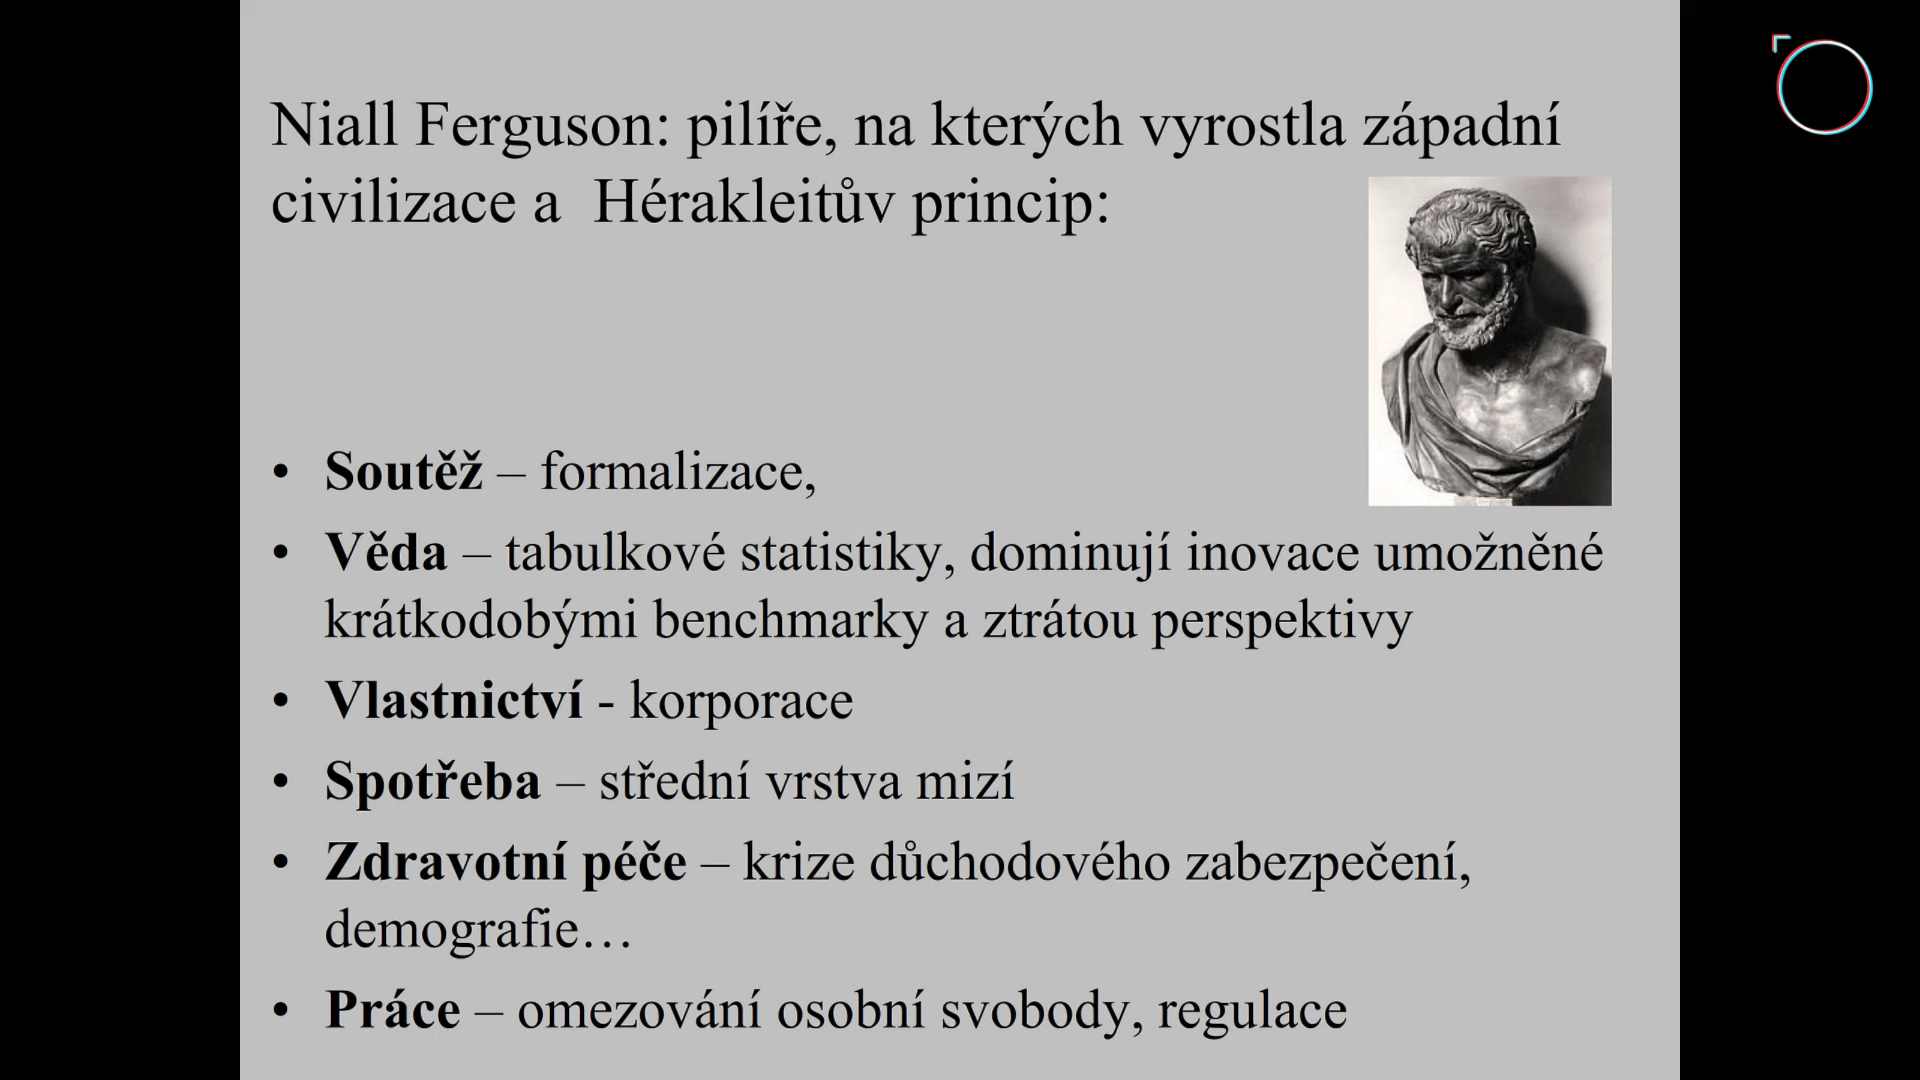 Niall Ferguson: pilíře, na kterých vyrostla západní
civilizace a  Hérakleitův princip:
• Soutěž – formalizace,
• Věda – tabulkové statistiky, dominují inovace umožněné
krátkodobými benchmarky a ztrátou perspektivy
• Vlastnictví - korporace
• Spotřeba – střední vrstva mizí
• Zdravotní péče – krize důchodového zabezpečení,
demografie…
• Práce – omezování osobní svobody, regulace